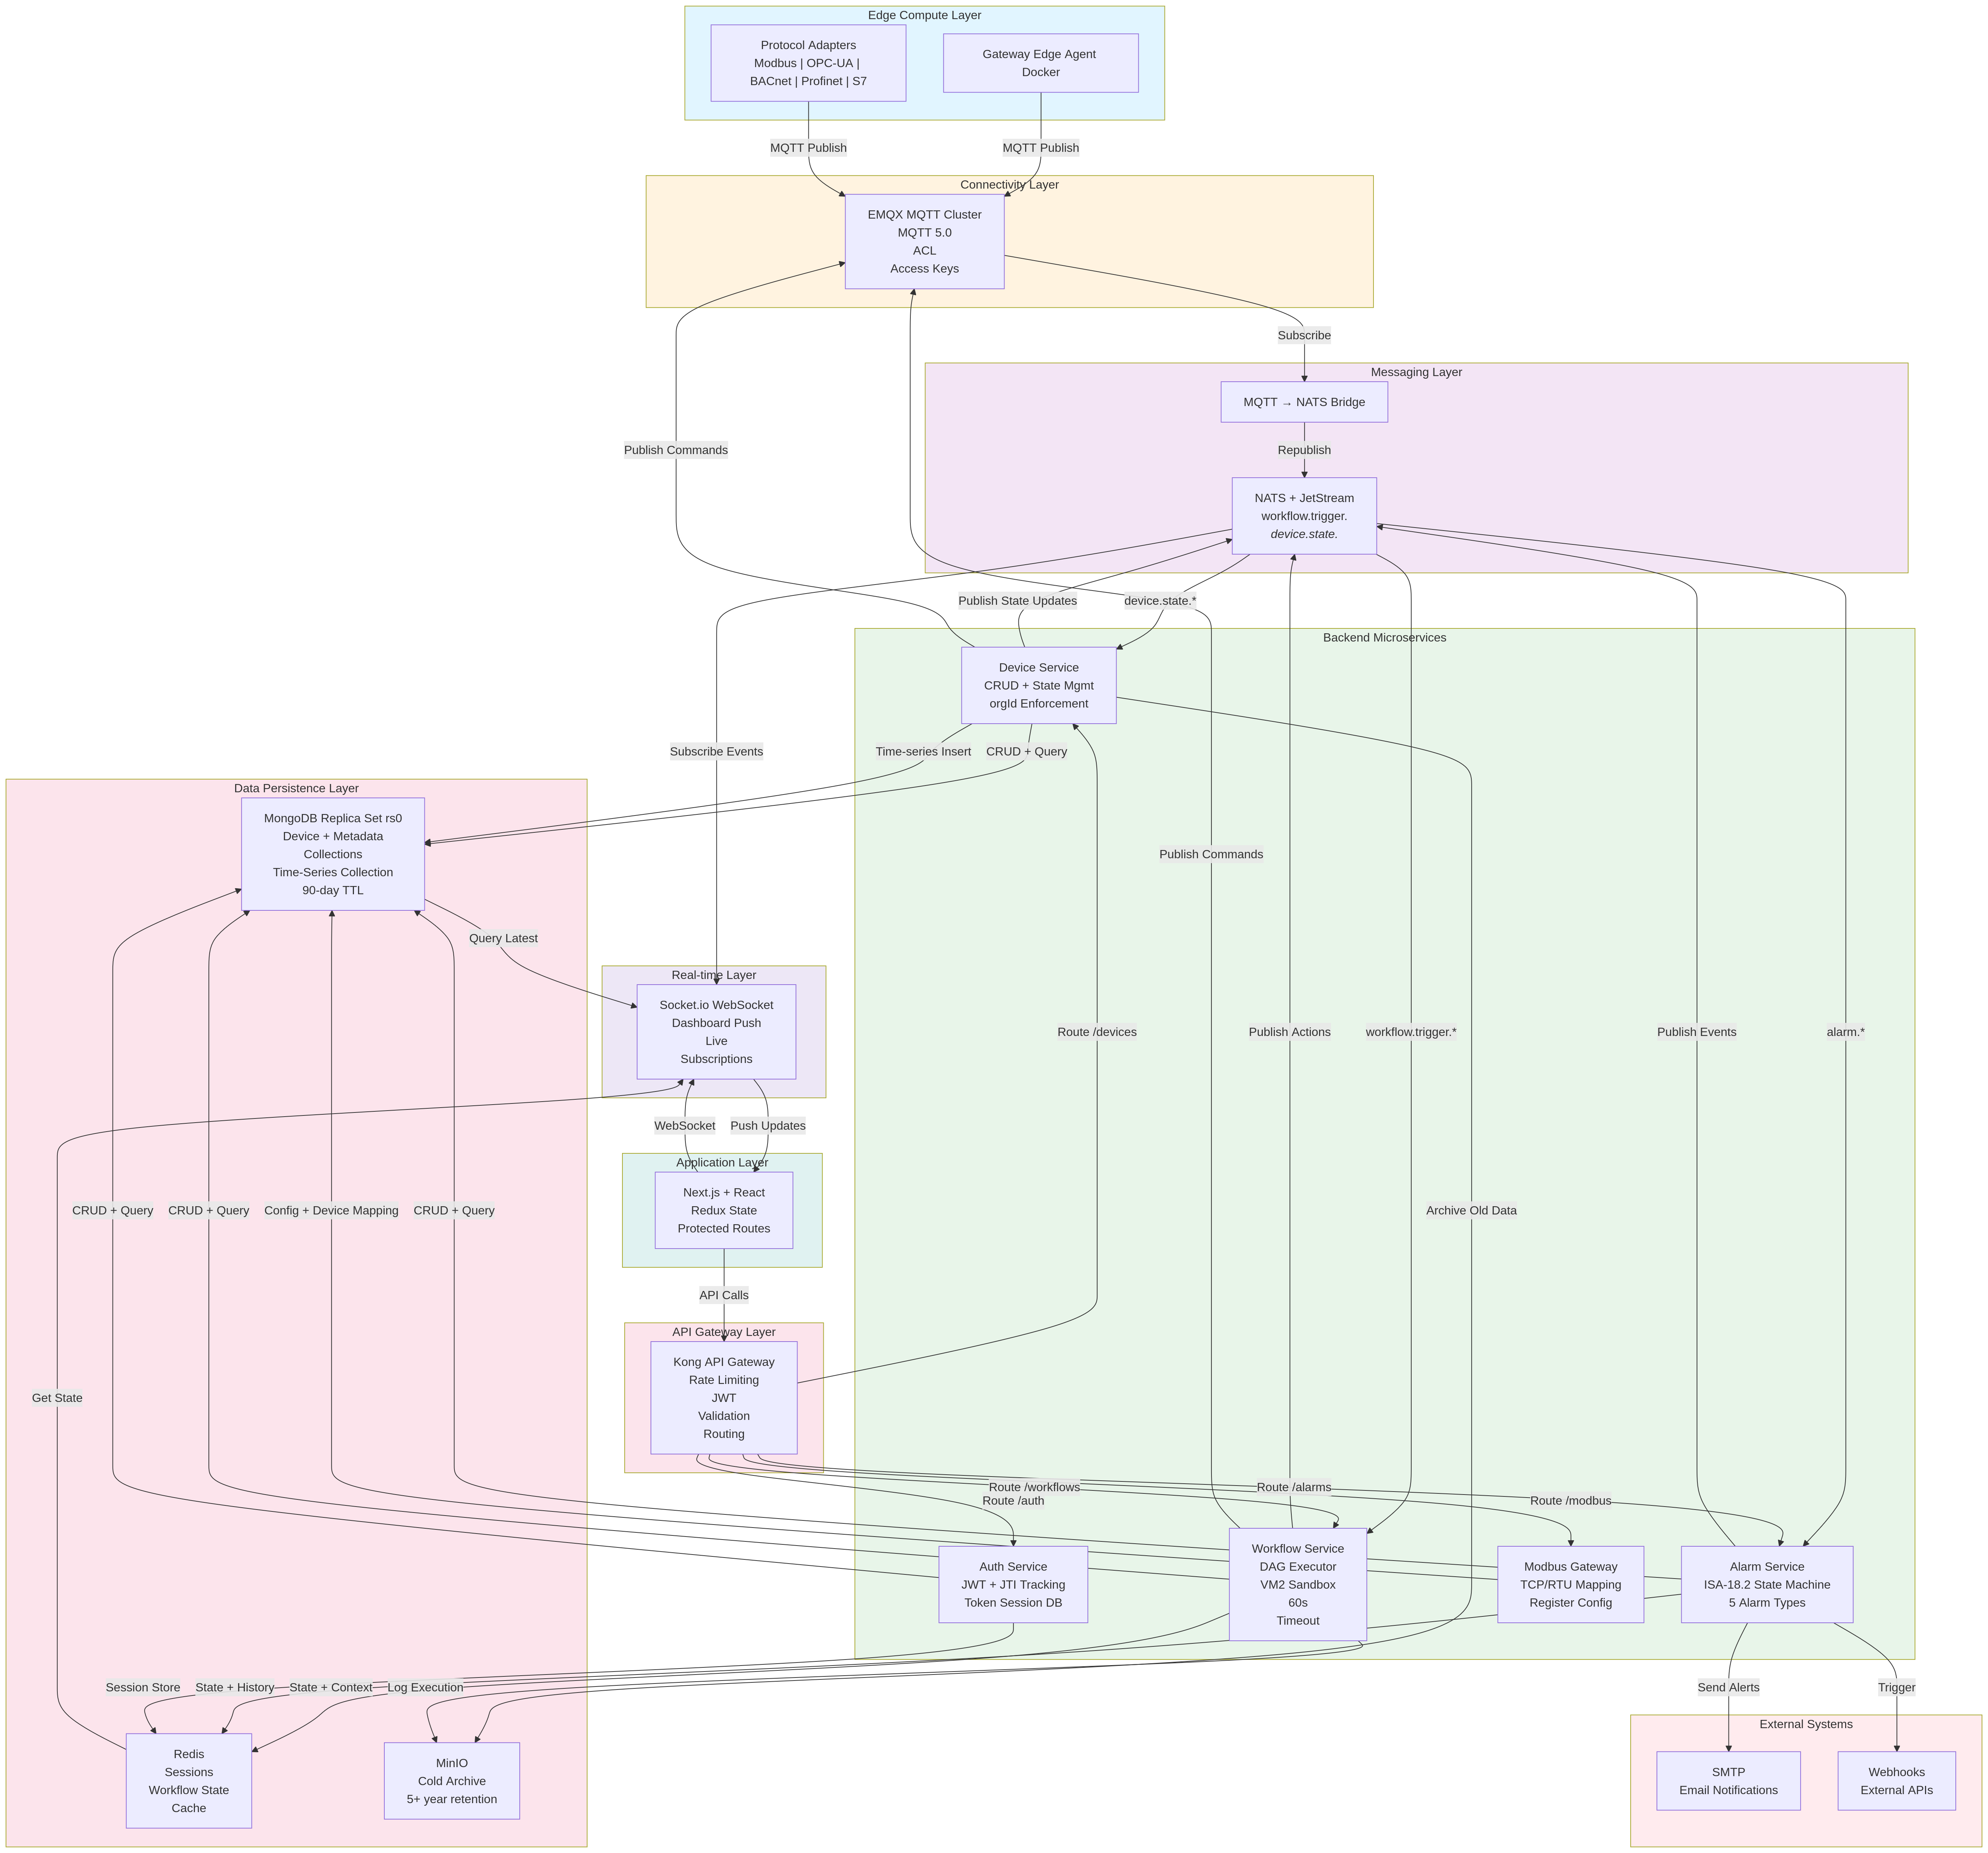 Edge Compute Layer
Protocol Adapters
Modbus | OPC-UA |
BACnet | Profinet | S7
Gateway Edge Agent
Docker
MQTT Publish
MQTT Publish
Connectivity Layer
EMQX MQTT Cluster
MQTT 5.0
ACL
Access Keys
Subscribe
Messaging Layer
MQTT → NATS Bridge
Publish Commands
Republish
NATS + JetStream
workflow.trigger.
device.state.
Publish State Updates
device.state.*
Backend Microservices
Device Service
CRUD + State Mgmt
orgId Enforcement
Subscribe Events
Time-series Insert
CRUD + Query
Data Persistence Layer
MongoDB Replica Set rs0
Device + Metadata
Collections
Time-Series Collection
90-day TTL
Publish Commands
Query Latest
Real-time Layer
Socket.io WebSocket
Dashboard Push
Live
Subscriptions
Route /devices
Publish Actions
workflow.trigger.*
Publish Events
alarm.*
WebSocket
Push Updates
Application Layer
Next.js + React
Redux State
Protected Routes
CRUD + Query
CRUD + Query
Config + Device Mapping
CRUD + Query
Archive Old Data
API Calls
API Gateway Layer
Kong API Gateway
Rate Limiting
JWT
Validation
Routing
Get State
Route /workflows
Route /auth
Route /alarms
Route /modbus
Auth Service
JWT + JTI Tracking
Token Session DB
Workflow Service
DAG Executor
VM2 Sandbox
60s
Timeout
Modbus Gateway
TCP/RTU Mapping
Register Config
Alarm Service
ISA-18.2 State Machine
5 Alarm Types
Session Store
State + History
State + Context
Log Execution
Send Alerts
Trigger
Redis
Sessions
Workflow State
Cache
MinIO
Cold Archive
5+ year retention
External Systems
SMTP
Email Notifications
Webhooks
External APIs